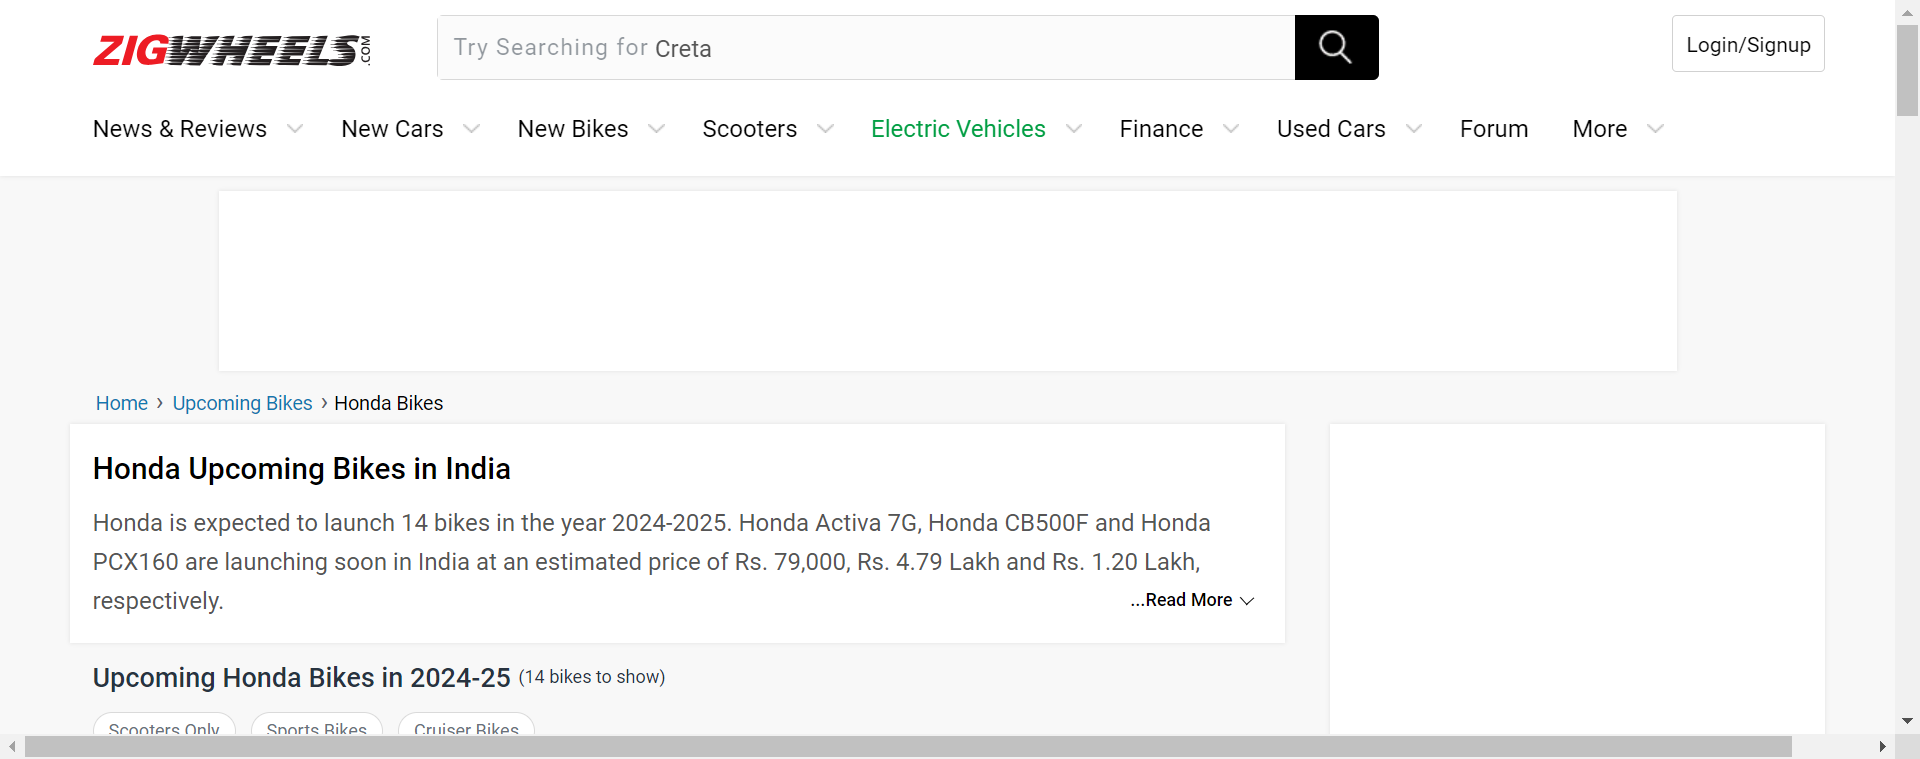 ZIGWHEELS.COM
Try Searching for Creta
Login/Signup
News & Reviews New Cars New Bikes Scooters Electric Vehicles Finance Used Cars Forum More
Home › Upcoming Bikes › Honda Bikes
Honda Upcoming Bikes in India
Honda is expected to launch 14 bikes in the year 2024-2025. Honda Activa 7G, Honda CB500F and Honda
PCX160 are launching soon in India at an estimated price of Rs. 79,000, Rs. 4.79 Lakh and Rs. 1.20 Lakh,
respectively. ...Read More
Upcoming Honda Bikes in 2024-25 (14 bikes to show)
Scooters Only Sports Bikes Cruiser Bikes